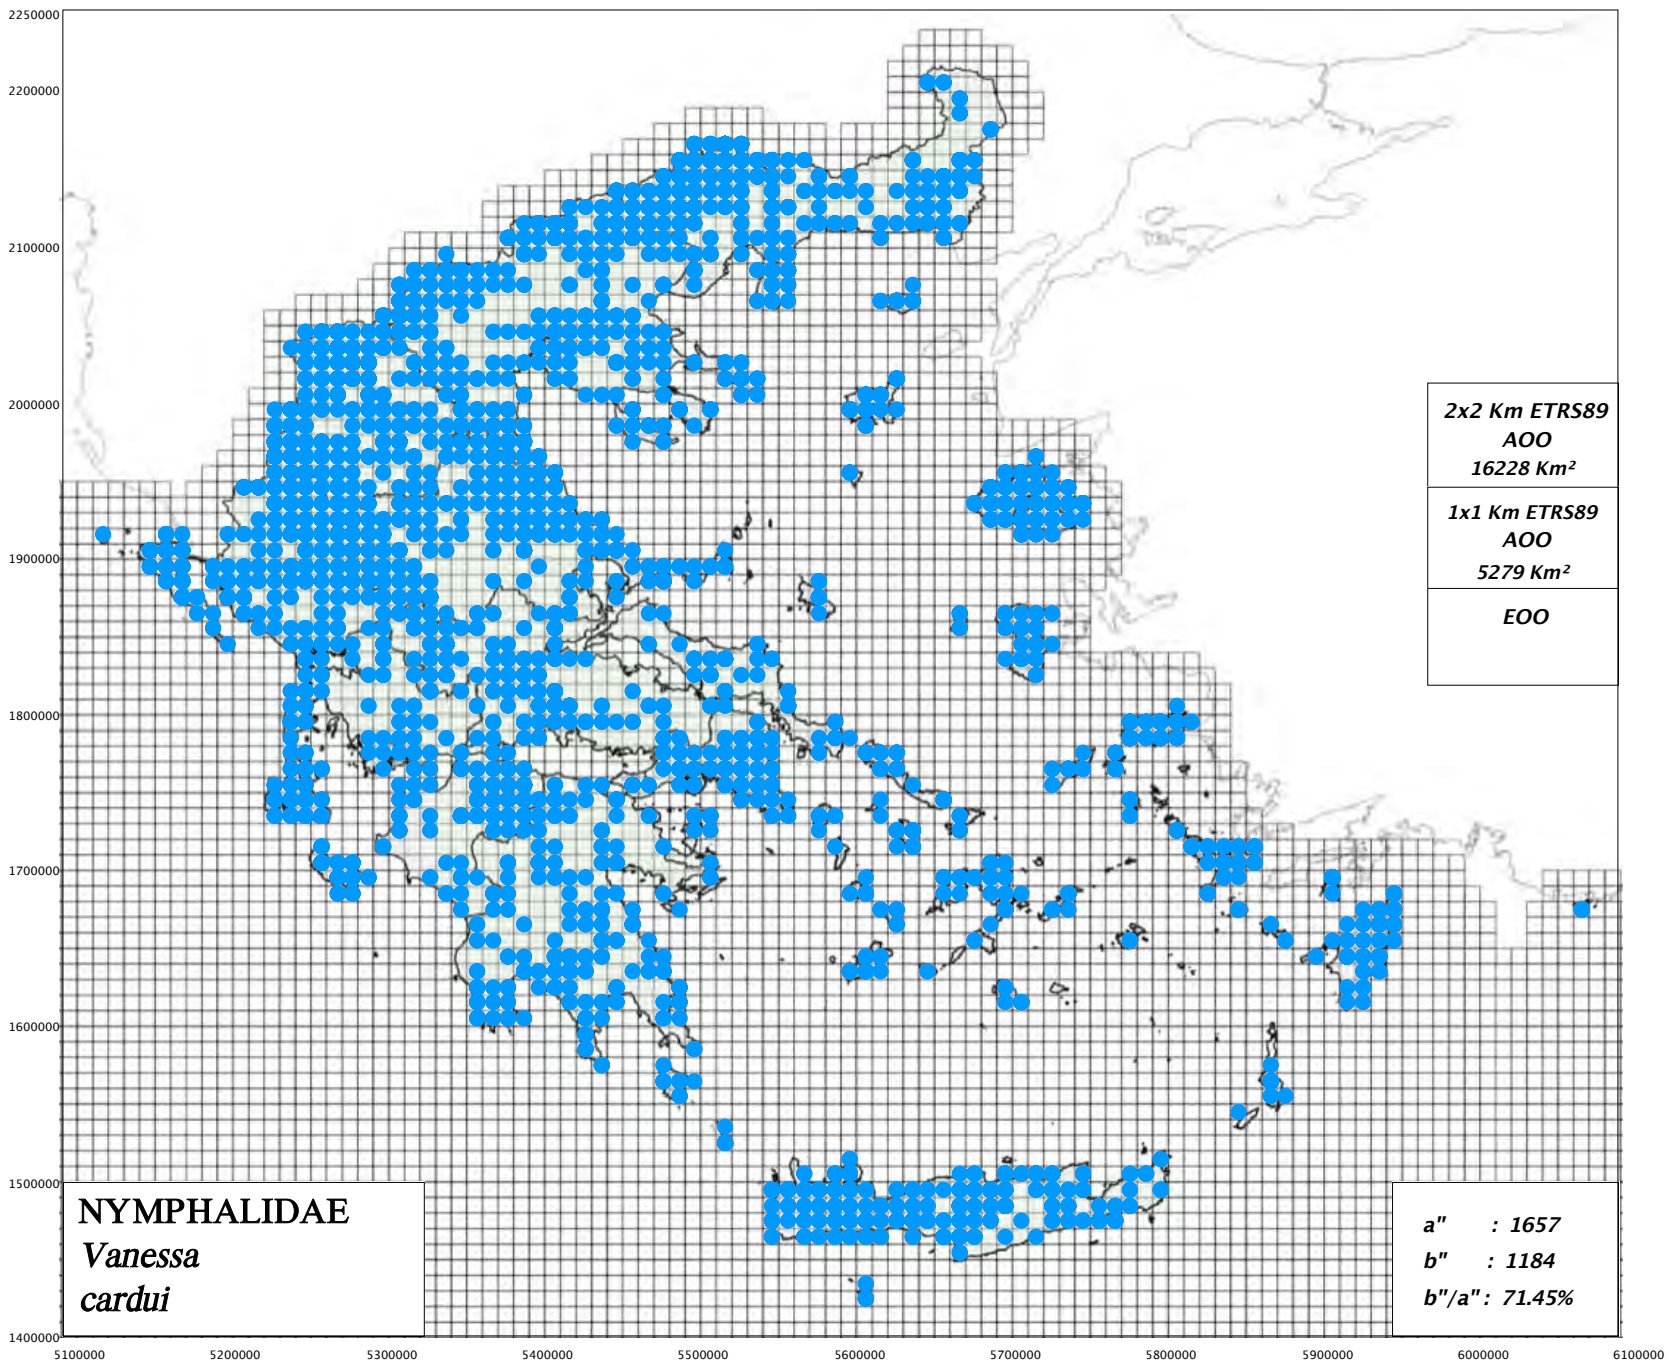 2250000
2200000
2100000
2000000
1900000
1800000
1700000
1600000
1500000
1400000
2x2 Km ETRS89
AOO
16228 Km²
1x1 Km ETRS89
AOO
5279 Km²
EOO
NYMPHALIDAE
Vanessa
cardui
a" : 1657
b" : 1184
b"/a" : 71.45%
5100000 5200000 5300000 5400000 5500000 5600000 5700000 5800000 5900000 6000000 6100000